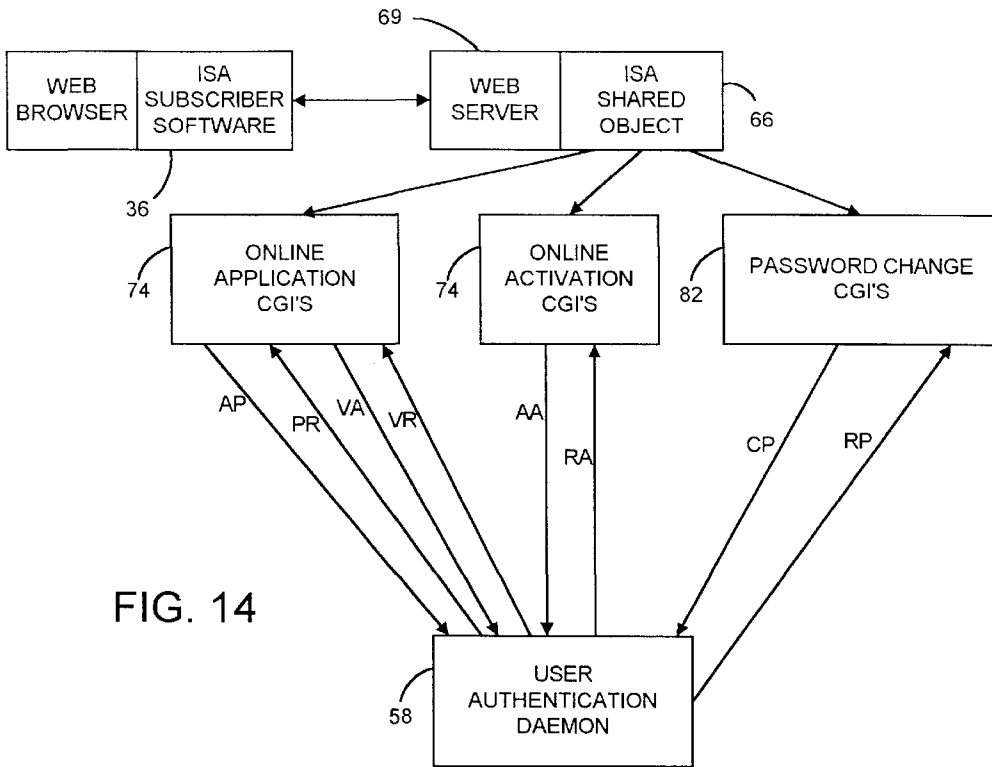 69
WEB
BROWSER
ISA
SUBSCRIBER
SOFTWARE
WEB
SERVER
ISA
SHARED
OBJECT
66
36
74
ONLINE
APPLICATION
CGI'S
74
ONLINE
ACTIVATION
CGI'S
82
PASSWORD CHANGE
CGI'S
AP
PR
VA
VR
AA
RA
CP
RP
FIG. 14
58
USER
AUTHENTICATION
DAEMON